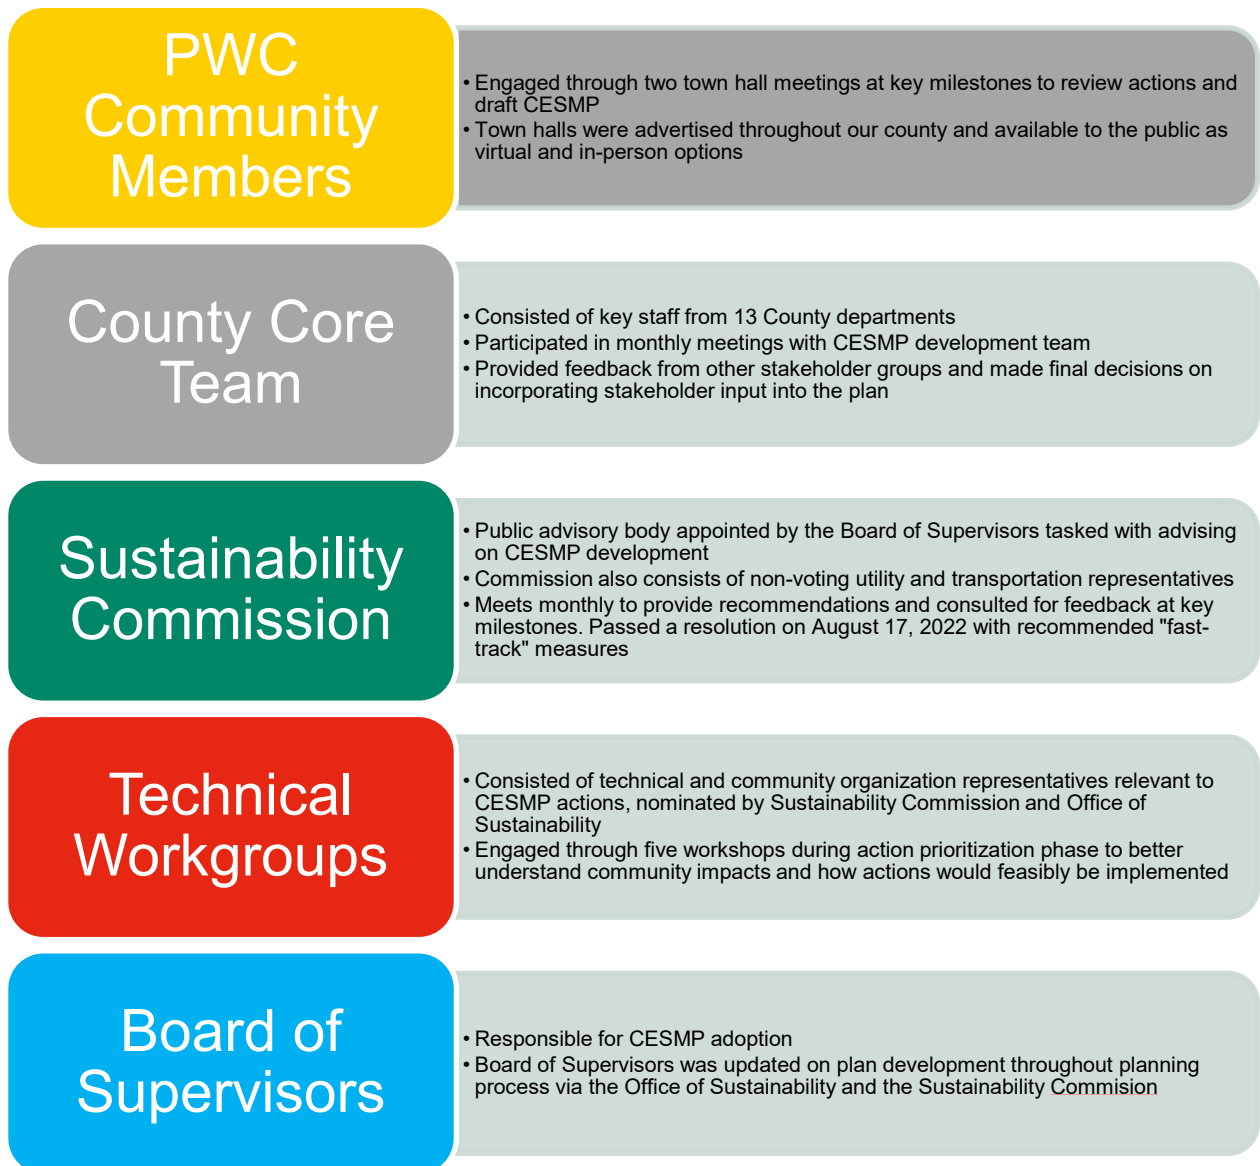 PWC
Community
Members
• Engaged through two town hall meetings at key milestones to review actions and
draft CESMP
• Town halls were advertised throughout our county and available to the public as
virtual and in-person options
County Core
Team
• Consisted of key staff from 13 County departments
• Participated in monthly meetings with CESMP development team
• Provided feedback from other stakeholder groups and made final decisions on
incorporating stakeholder input into the plan
Sustainability
Commission
• Public advisory body appointed by the Board of Supervisors tasked with advising
on CESMP development
• Commission also consists of non-voting utility and transportation representatives
• Meets monthly to provide recommendations and consulted for feedback at key
milestones. Passed a resolution on August 17, 2022 with recommended "fast-
track" measures
Technical
Workgroups
• Consisted of technical and community organization representatives relevant to
CESMP actions, nominated by Sustainability Commission and Office of
Sustainability
• Engaged through five workshops during action prioritization phase to better
understand community impacts and how actions would feasibly be implemented
Board of
Supervisors
• Responsible for CESMP adoption
• Board of Supervisors was updated on plan development throughout planning
process via the Office of Sustainability and the Sustainability Commision